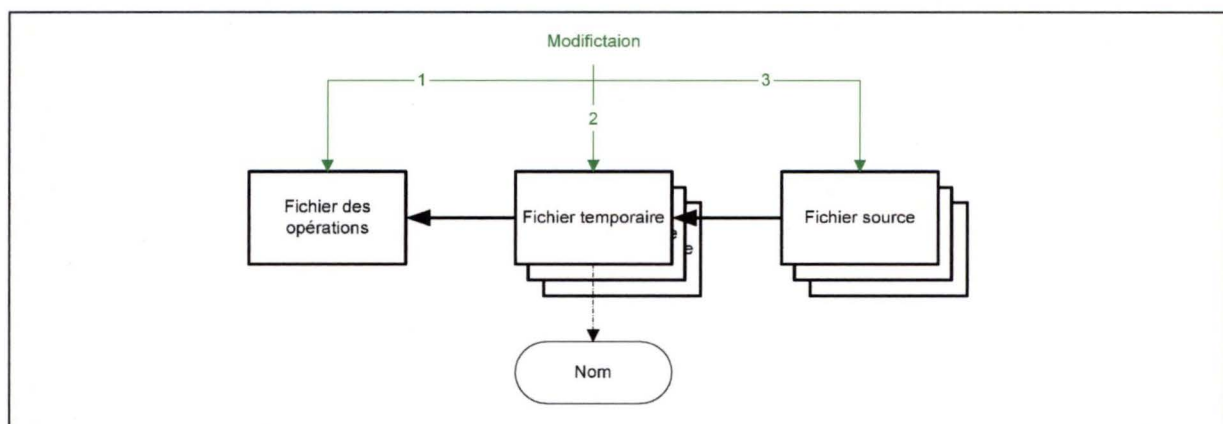 Modifictaion
1
3
2
Fichier des
opérations
Fichier temporaire
Fichier source
e
e
Nom